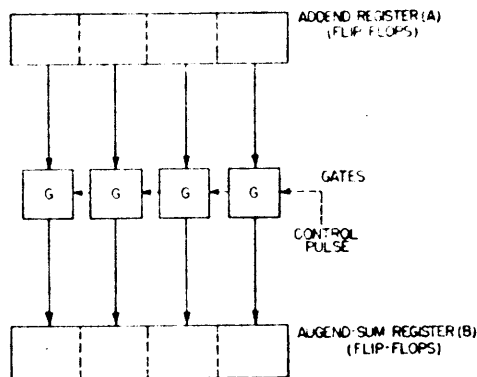 ADDEND REGISTER (A)
(FLIP-FLOPS)
G G G G
GATES
CONTROL
PULSE
AUGEND-SUM REGISTER (B)
(FLIP-FLOPS)